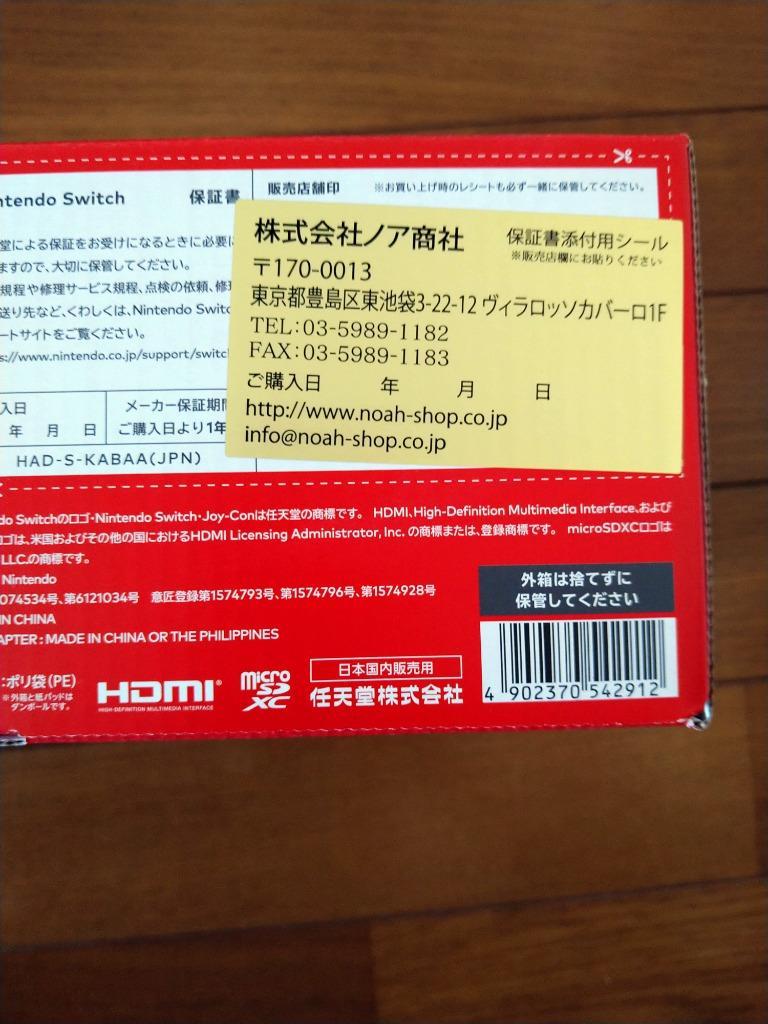 ntendo Switch
保証書
販売店舗印
※お買い上げ時のレシートも必ず一緒に保管してください。
堂による保証をお受けになるときに必要に
ますので、大切に保管してください。
規程や修理サービス規程、点検の依頼、修
送り先など、くわしくは、Nintendo Switc
ートサイトをご覧ください。
s://www.nintendo.co.jp/support/switc
入日
年 月 日
メーカー保証期間
ご購入日より1年
HAD-S-KABAA(JPN)
株式会社ノア商社
保証書添付用シール
※販売店欄にお貼りください
〒170-0013
東京都豊島区東池袋3-22-12 ヴィラロッソカバーロ1F
TEL:03-5989-1182
FAX:03-5989-1183
ご購入日 年 月 日
http://www.noah-shop.co.jp
info@noah-shop.co.jp
do Switchのロゴ・Nintendo Switch・Joy-Conは任天堂の商標です。 HDMI、High-Definition Multimedia Interface、および
ロゴは、米国およびその他の国におけるHDMI Licensing Administrator, Inc. の商標または、登録商標です。 microSDXCロゴは
LLC.の商標です。
Nintendo
074534号、第6121034号 意匠登録第1574793号、第1574796号、第1574928号
IN CHINA
APTER : MADE IN CHINA OR THE PHILIPPINES
外箱は捨てずに
保管してください
:ポリ袋(PE)
※外箱と紙パッドは
ダンボールです。
HDMI®
HIGH-DEFINITION MULTIMEDIA INTERFACE
micro
SD
XC
日本国内販売用
任天堂株式会社
4 902370 542912